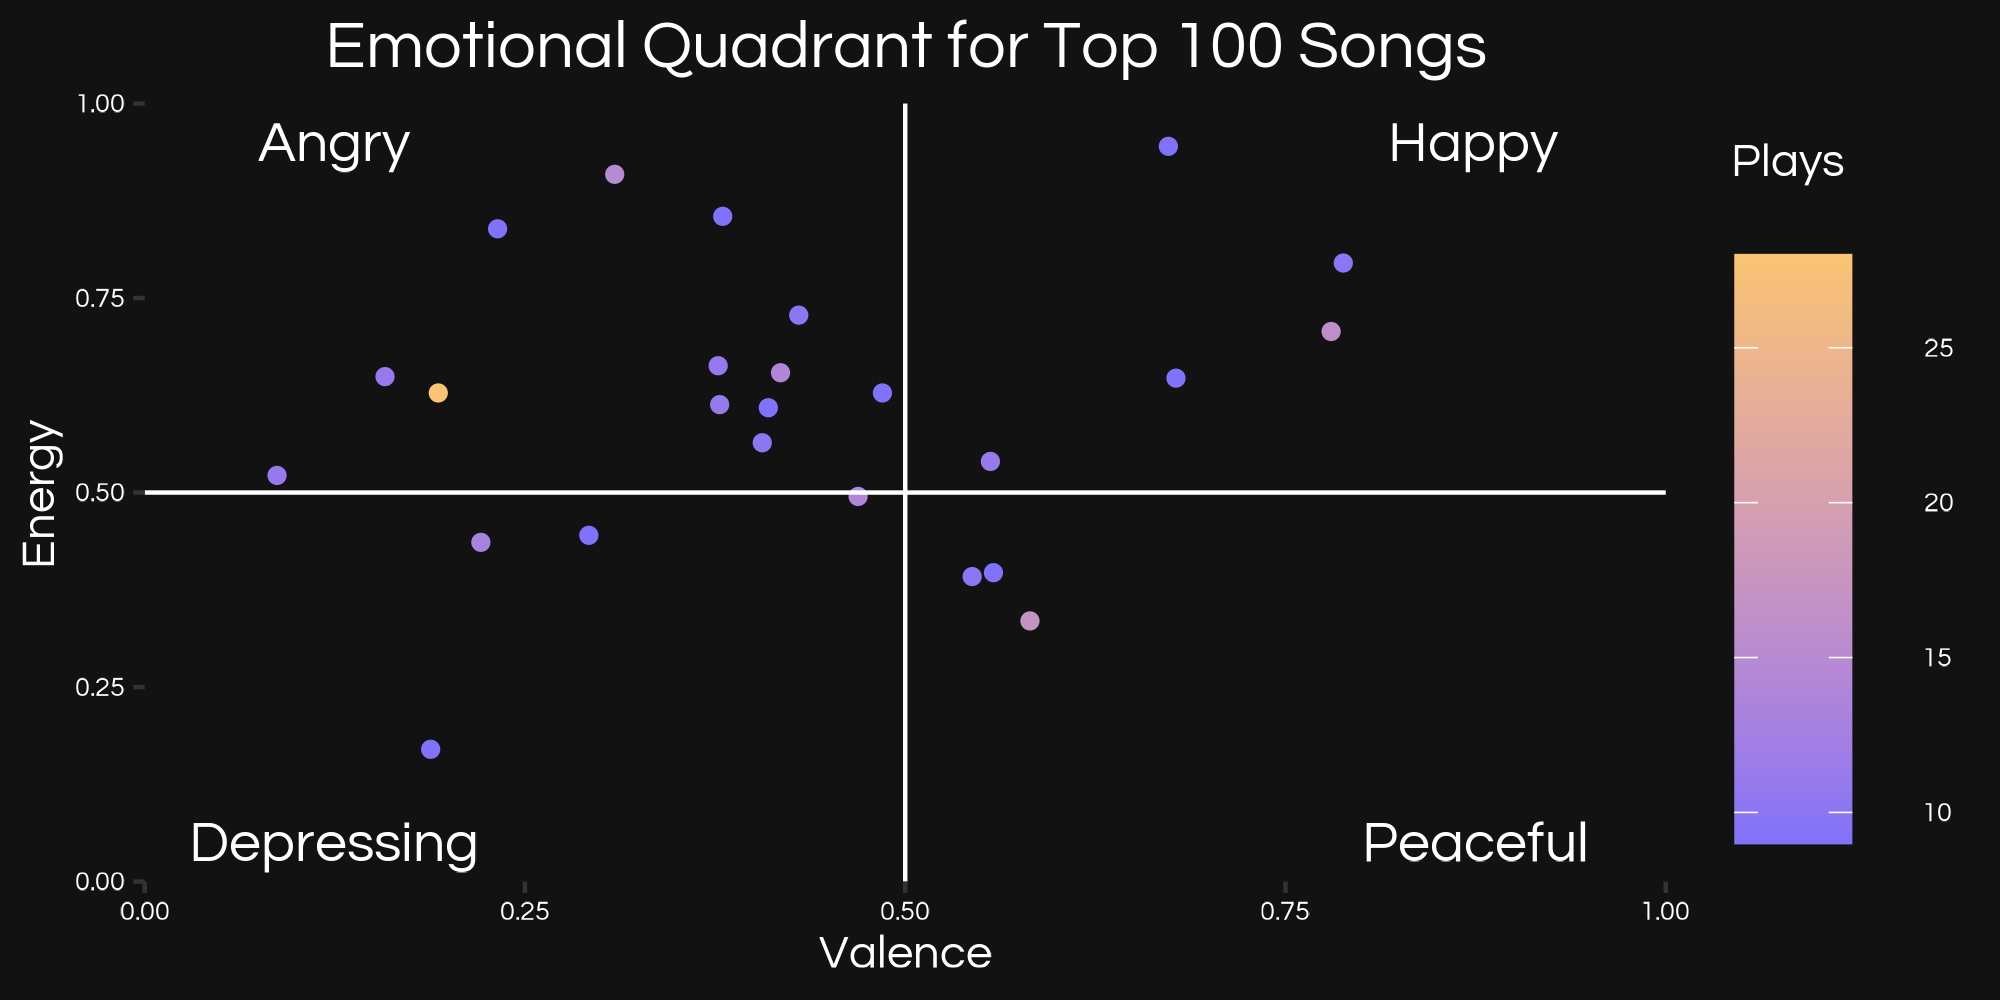 Emotional Quadrant for Top 100 Songs
1.00
Angry
Happy
Plays
0.75
25
Energy
0.50
20
0.25
15
10
Depressing
Peaceful
0.00
0.00
0.25
0.50
0.75
1.00
Valence